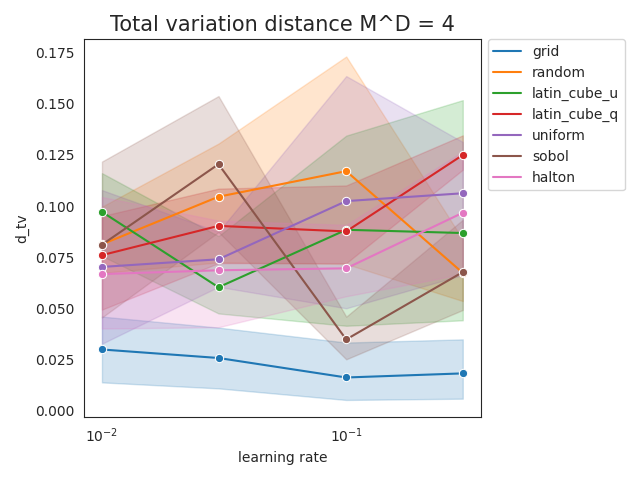 Total variation distance M^D = 4
0.175
0.150
0.125
0.100
0.075
0.050
0.025
0.000
d_tv
10^{-2}
10^{-1}
learning rate
grid
random
latin_cube_u
latin_cube_q
uniform
sobol
halton